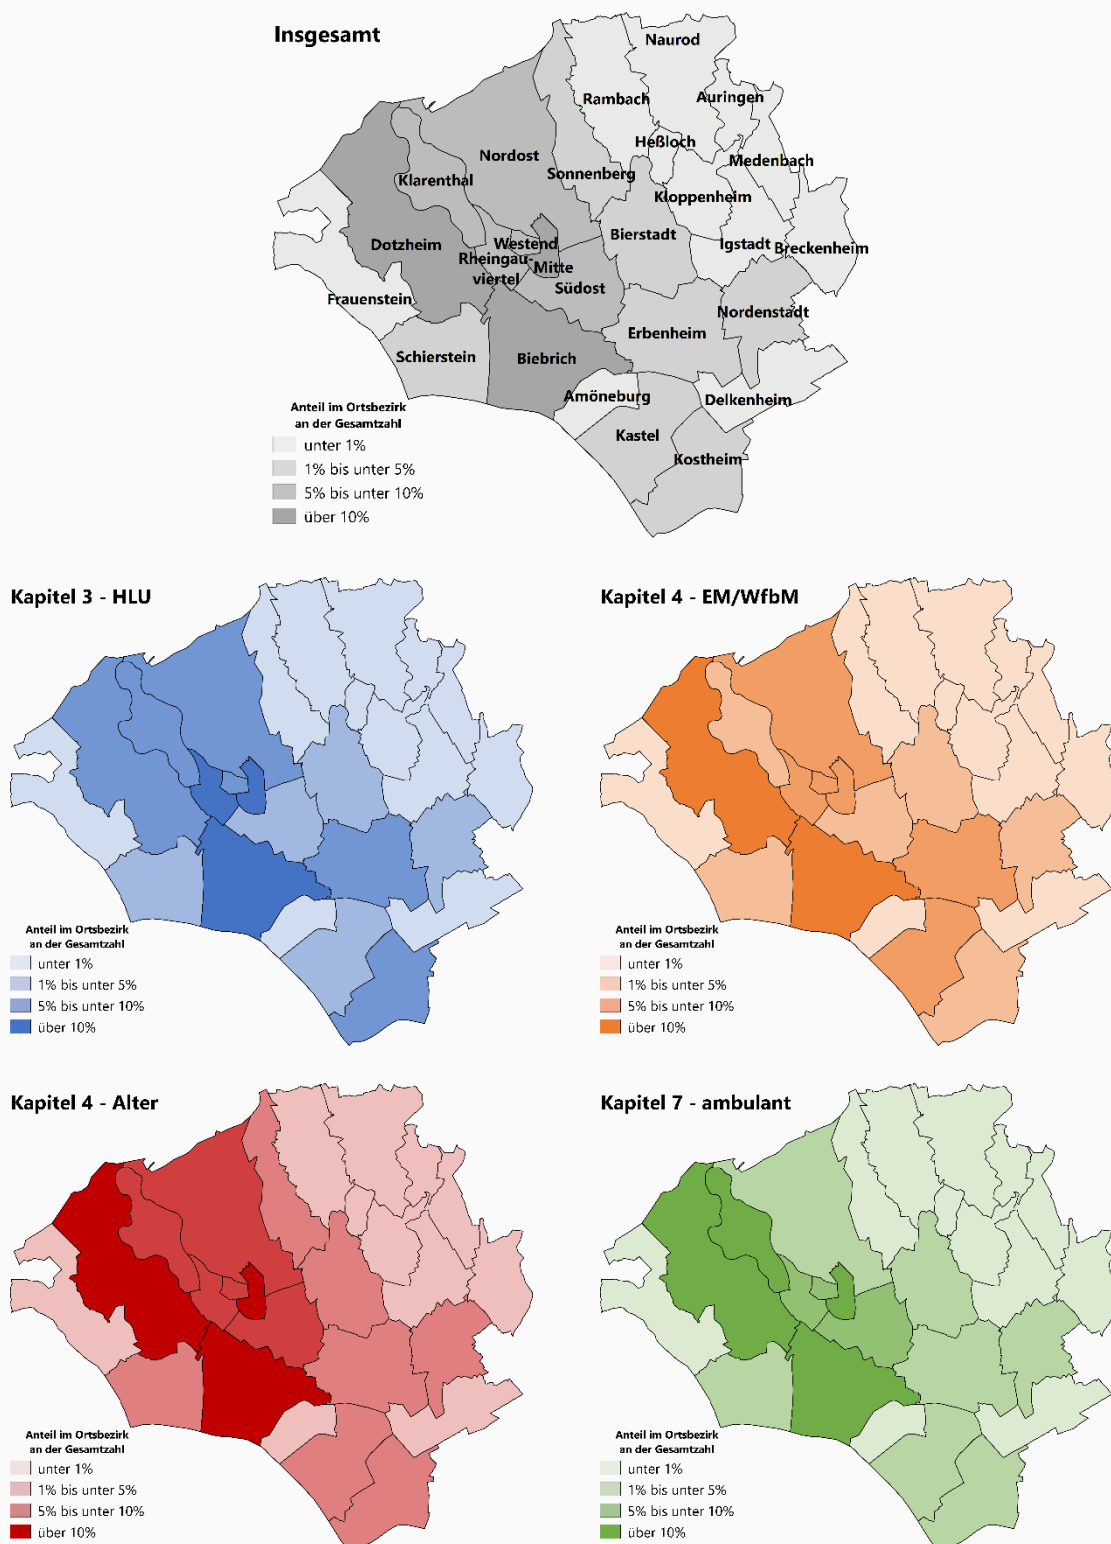 Insgesamt
Naurod
Rambach
Auringen
Heßloch
Nordost
Medenbach
Sonnenberg
Klarenthal
Kloppenheim
Bierstadt
Westend
Igstadt
Breckenheim
Dotzheim
Rheingau-
viertel
Mitte
Südost
Frauenstein
Nordenstadt
Erbenheim
Schierstein
Biebrich
Amöneburg
Delkenheim
Kastel
Kostheim
Anteil im Ortsbezirk
an der Gesamtzahl
unter 1%
1% bis unter 5%
5% bis unter 10%
über 10%
Kapitel 3 - HLU
Anteil im Ortsbezirk
an der Gesamtzahl
unter 1%
1% bis unter 5%
5% bis unter 10%
über 10%
Kapitel 4 - EM/WfbM
Anteil im Ortsbezirk
an der Gesamtzahl
unter 1%
1% bis unter 5%
5% bis unter 10%
über 10%
Kapitel 4 - Alter
Anteil im Ortsbezirk
an der Gesamtzahl
unter 1%
1% bis unter 5%
5% bis unter 10%
über 10%
Kapitel 7 - ambulant
Anteil im Ortsbezirk
an der Gesamtzahl
unter 1%
1% bis unter 5%
5% bis unter 10%
über 10%